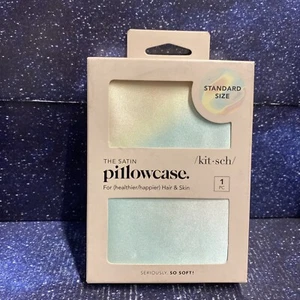 STANDARD
SIZE
/kit•sch/
THE SATIN
pillowcase.
For (healthier/happier) Hair & Skin
1
PC.
SERIOUSLY SO SOFT!